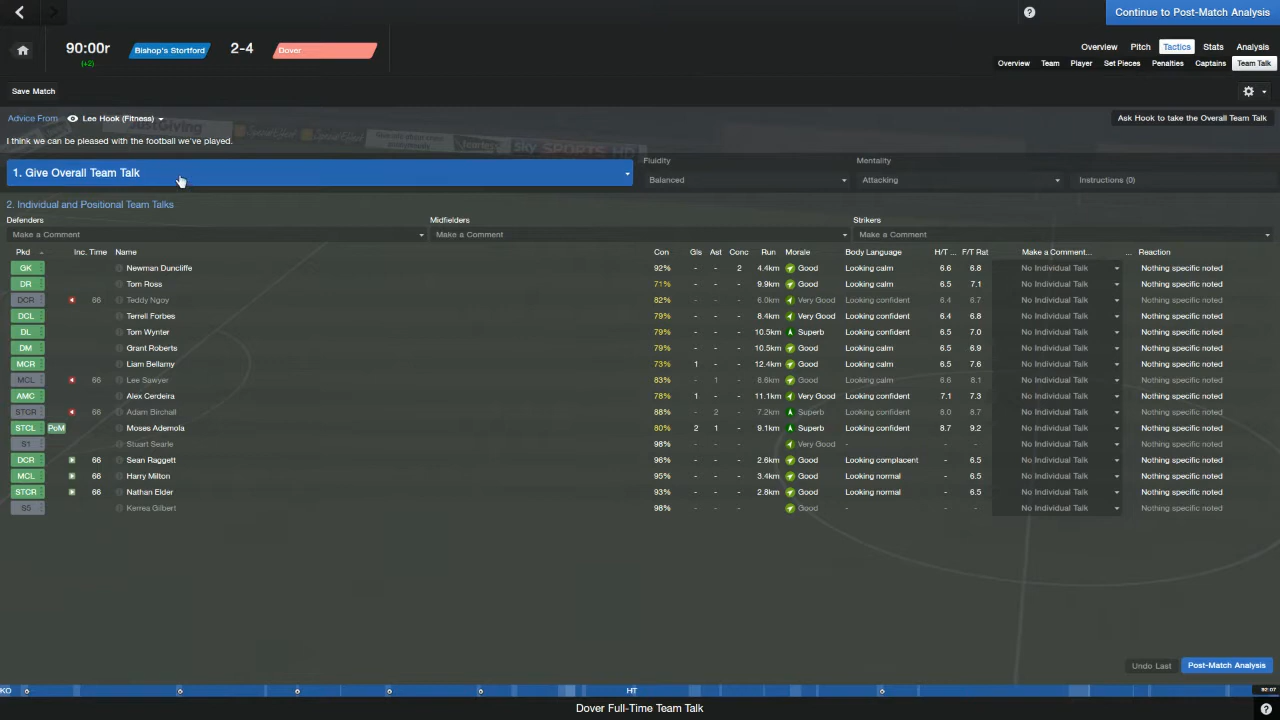 Continue to Post-Match Analysis
90:00r
(+2)
Bishop's Stortford
2-4
Dover
Overview Pitch Tactics Stats Analysis
Overview Team Player Set Pieces Penalties Captains Team Talk
Save Match
Advice From Lee Hook (Fitness)
Ask Hook to take the Overall Team Talk
I think we can be pleased with the football we've played.
1. Give Overall Team Talk
Fluidity Mentality
Balanced Attacking Instructions (0)
2. Individual and Positional Team Talks
Defenders Midfielders Strikers
Make a Comment Make a Comment Make a Comment
Pkd Inc. Time Name Con Gls Ast Conc Run Morale Body Language H/T ... F/T Rat Make a Comment... ... Reaction
GK Newman Duncliffe 92% - - 2 4.4km Good Looking calm 6.6 6.8 No Individual Talk Nothing specific noted
DR Tom Ross 71% - - - 9.9km Good Looking calm 6.5 7.1 No Individual Talk Nothing specific noted
DCR 66 Teddy Ngoy 82% - - - 6.0km Very Good Looking confident 6.4 6.7 No Individual Talk Nothing specific noted
DCL Terrell Forbes 79% - - - 8.4km Very Good Looking confident 6.4 6.8 No Individual Talk Nothing specific noted
DL Tom Wynter 79% - - - 10.5km Superb Looking confident 6.5 7.0 No Individual Talk Nothing specific noted
DM Grant Roberts 79% - - - 10.5km Good Looking calm 6.5 6.9 No Individual Talk Nothing specific noted
MCR Liam Bellamy 73% 1 - - 12.4km Good Looking calm 6.5 7.6 No Individual Talk Nothing specific noted
MCL 66 Lee Sawyer 83% - 1 - 8.6km Good Looking calm 6.6 8.1 No Individual Talk Nothing specific noted
AMC Alex Cerdeira 78% 1 - - 11.1km Very Good Looking confident 7.1 7.3 No Individual Talk Nothing specific noted
STCR 66 Adam Birchall 88% - 2 - 7.2km Superb Looking confident 8.0 8.7 No Individual Talk Nothing specific noted
STCL PoM Moses Ademola 80% 2 1 - 9.1km Superb Looking confident 8.7 9.2 No Individual Talk Nothing specific noted
S1 Stuart Searle 98% - - - - Very Good - - - No Individual Talk Nothing specific noted
DCR 66 Sean Raggett 96% - - - 2.6km Good Looking complacent - 6.5 No Individual Talk Nothing specific noted
MCL 66 Harry Milton 95% - - - 3.4km Good Looking normal - 6.5 No Individual Talk Nothing specific noted
STCR 66 Nathan Elder 93% - - - 2.8km Good Looking normal - 6.5 No Individual Talk Nothing specific noted
S5 Kerrea Gilbert 98% - - - - Good - - - No Individual Talk Nothing specific noted
Undo Last Post-Match Analysis
KO HT 92:07
Dover Full-Time Team Talk